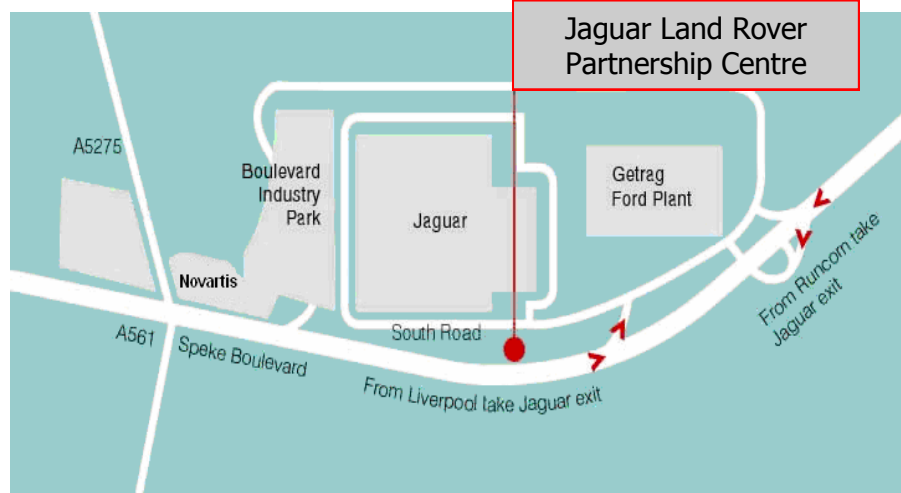 Jaguar Land Rover
Partnership Centre
A5275
Boulevard
Industry
Park
Getrag
Ford Plant
Jaguar
Novartis
From Runcorn take
Jaguar exit
South Road
A561
Speke Boulevard
From Liverpool take Jaguar exit